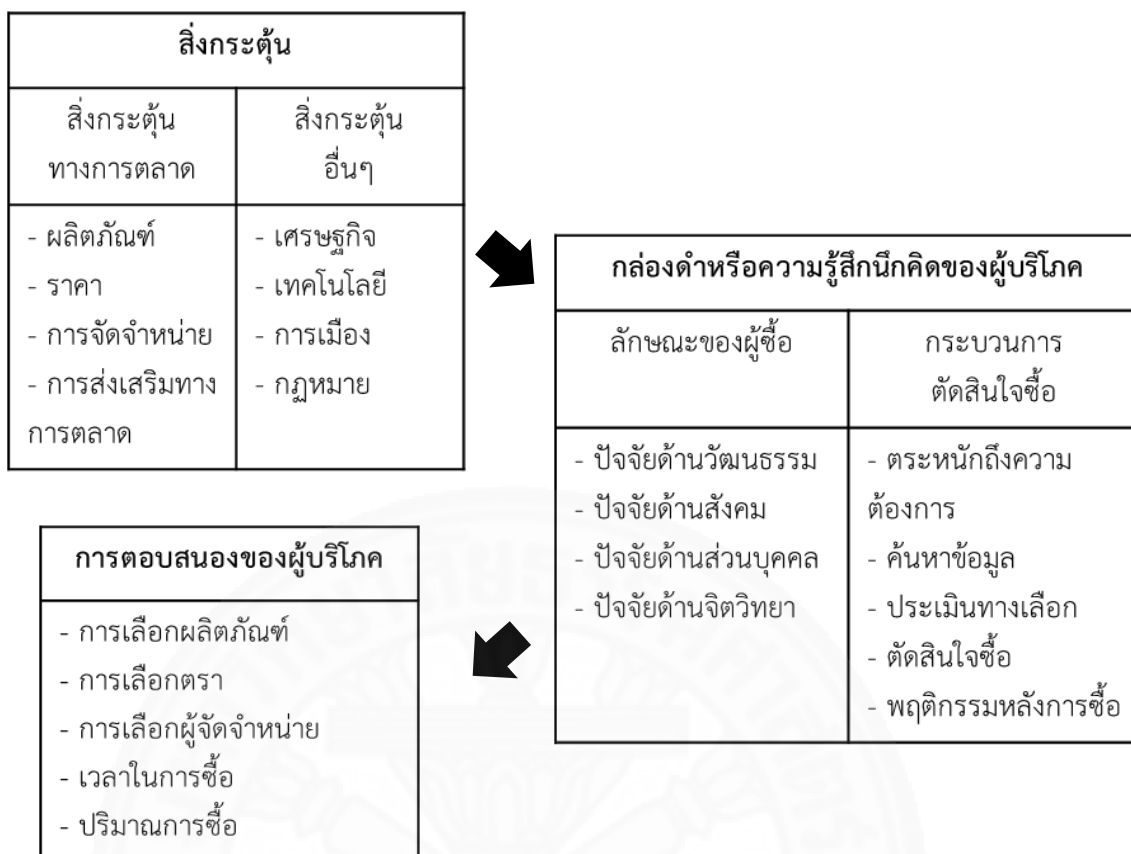 สิ่งกระตุ้น
สิ่งกระตุ้น
ทางการตลาด
สิ่งกระตุ้น
อื่นๆ
- ผลิตภัณฑ์
- ราคา
- การจัดจำหน่าย
- การส่งเสริมทาง
การตลาด
- เศรษฐกิจ
- เทคโนโลยี
- การเมือง
- กฎหมาย
กล่องดำหรือความรู้สึกนึกคิดของผู้บริโภค
ลักษณะของผู้ซื้อ
กระบวนการ
ตัดสินใจซื้อ
- ปัจจัยด้านวัฒนธรรม
- ปัจจัยด้านสังคม
- ปัจจัยด้านส่วนบุคคล
- ปัจจัยด้านจิตวิทยา
- ตระหนักถึงความ
ต้องการ
- ค้นหาข้อมูล
- ประเมินทางเลือก
- ตัดสินใจซื้อ
- พฤติกรรมหลังการซื้อ
การตอบสนองของผู้บริโภค
- การเลือกผลิตภัณฑ์
- การเลือกตรา
- การเลือกผู้จัดจำหน่าย
- เวลาในการซื้อ
- ปริมาณการซื้อ